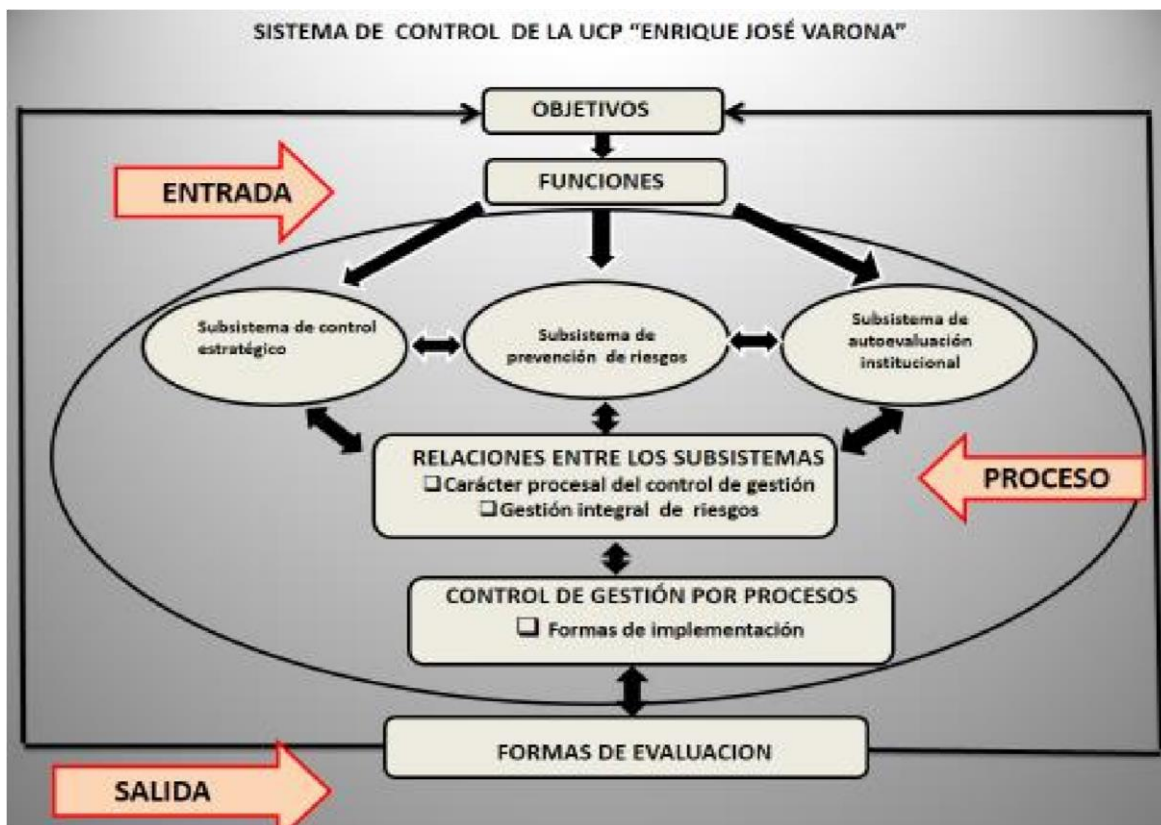 SISTEMA DE CONTROL DE LA UCP “ENRIQUE JOSÉ VARONA”
OBJETIVOS
ENTRADA
FUNCIONES
Subsistema de control
estratégico
Subsistema de
prevención de riesgos
Subsistema de
autoevaluación
institucional
RELACIONES ENTRE LOS SUBSISTEMAS
❑Carácter procesal del control de gestión
❑Gestión integral de riesgos
PROCESO
CONTROL DE GESTIÓN POR PROCESOS
❑ Formas de implementación
FORMAS DE EVALUACION
SALIDA